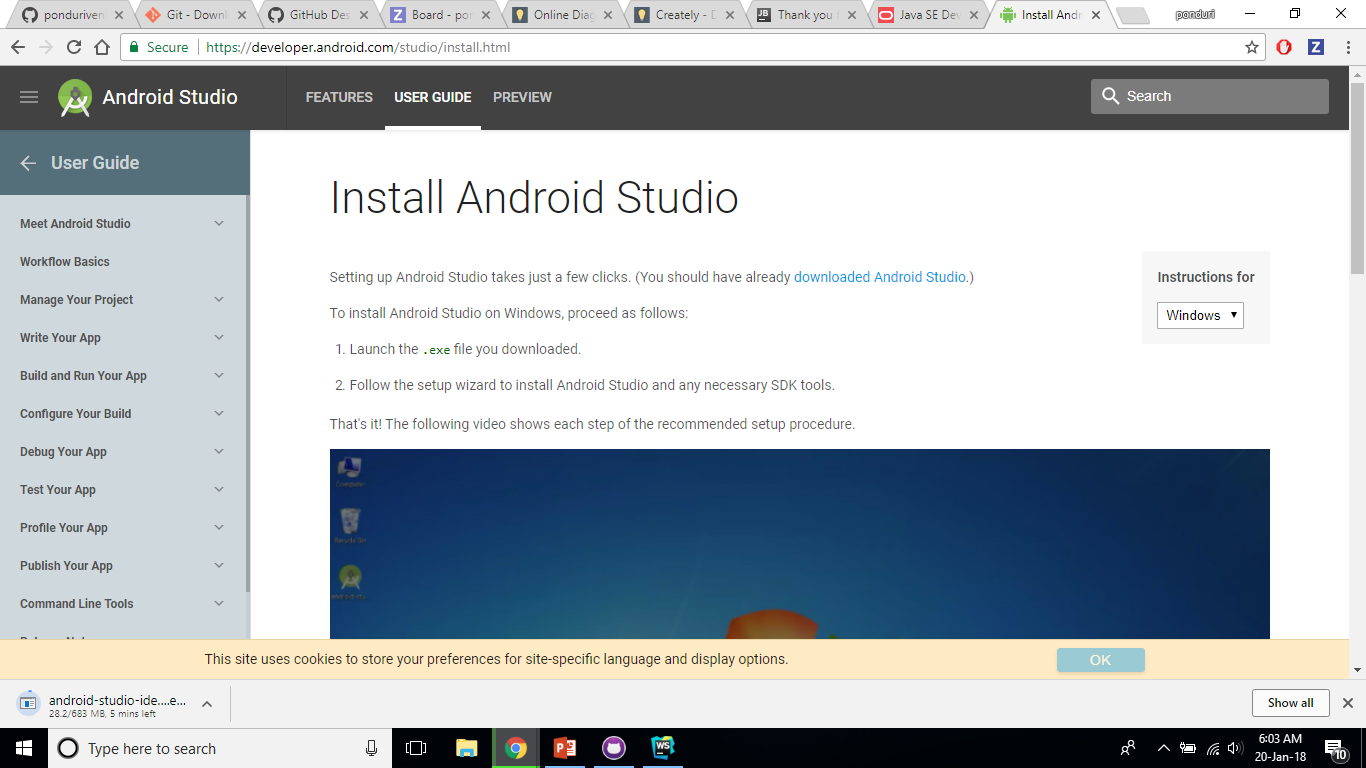 ponduriven
Git - Downl
GitHub Des
Board - pon
Online Diag
Creately - D
Thank you f
Java SE Dev
Install Andr
ponduri
Secure
https://developer.android.com/studio/install.html
Android Studio
FEATURES
USER GUIDE
PREVIEW
Search
User Guide
Meet Android Studio
Workflow Basics
Manage Your Project
Write Your App
Build and Run Your App
Configure Your Build
Debug Your App
Test Your App
Profile Your App
Publish Your App
Command Line Tools
Install Android Studio
Setting up Android Studio takes just a few clicks. (You should have already downloaded Android Studio.)
To install Android Studio on Windows, proceed as follows:
1. Launch the .exe file you downloaded.
2. Follow the setup wizard to install Android Studio and any necessary SDK tools.
That's it! The following video shows each step of the recommended setup procedure.
Instructions for
Windows
Computer
Recycle Bin
This site uses cookies to store your preferences for site-specific language and display options.
OK
android-studio-ide....e...
28.2/683 MB, 5 mins left
Show all
Type here to search
6:03 AM
20-Jan-18
10